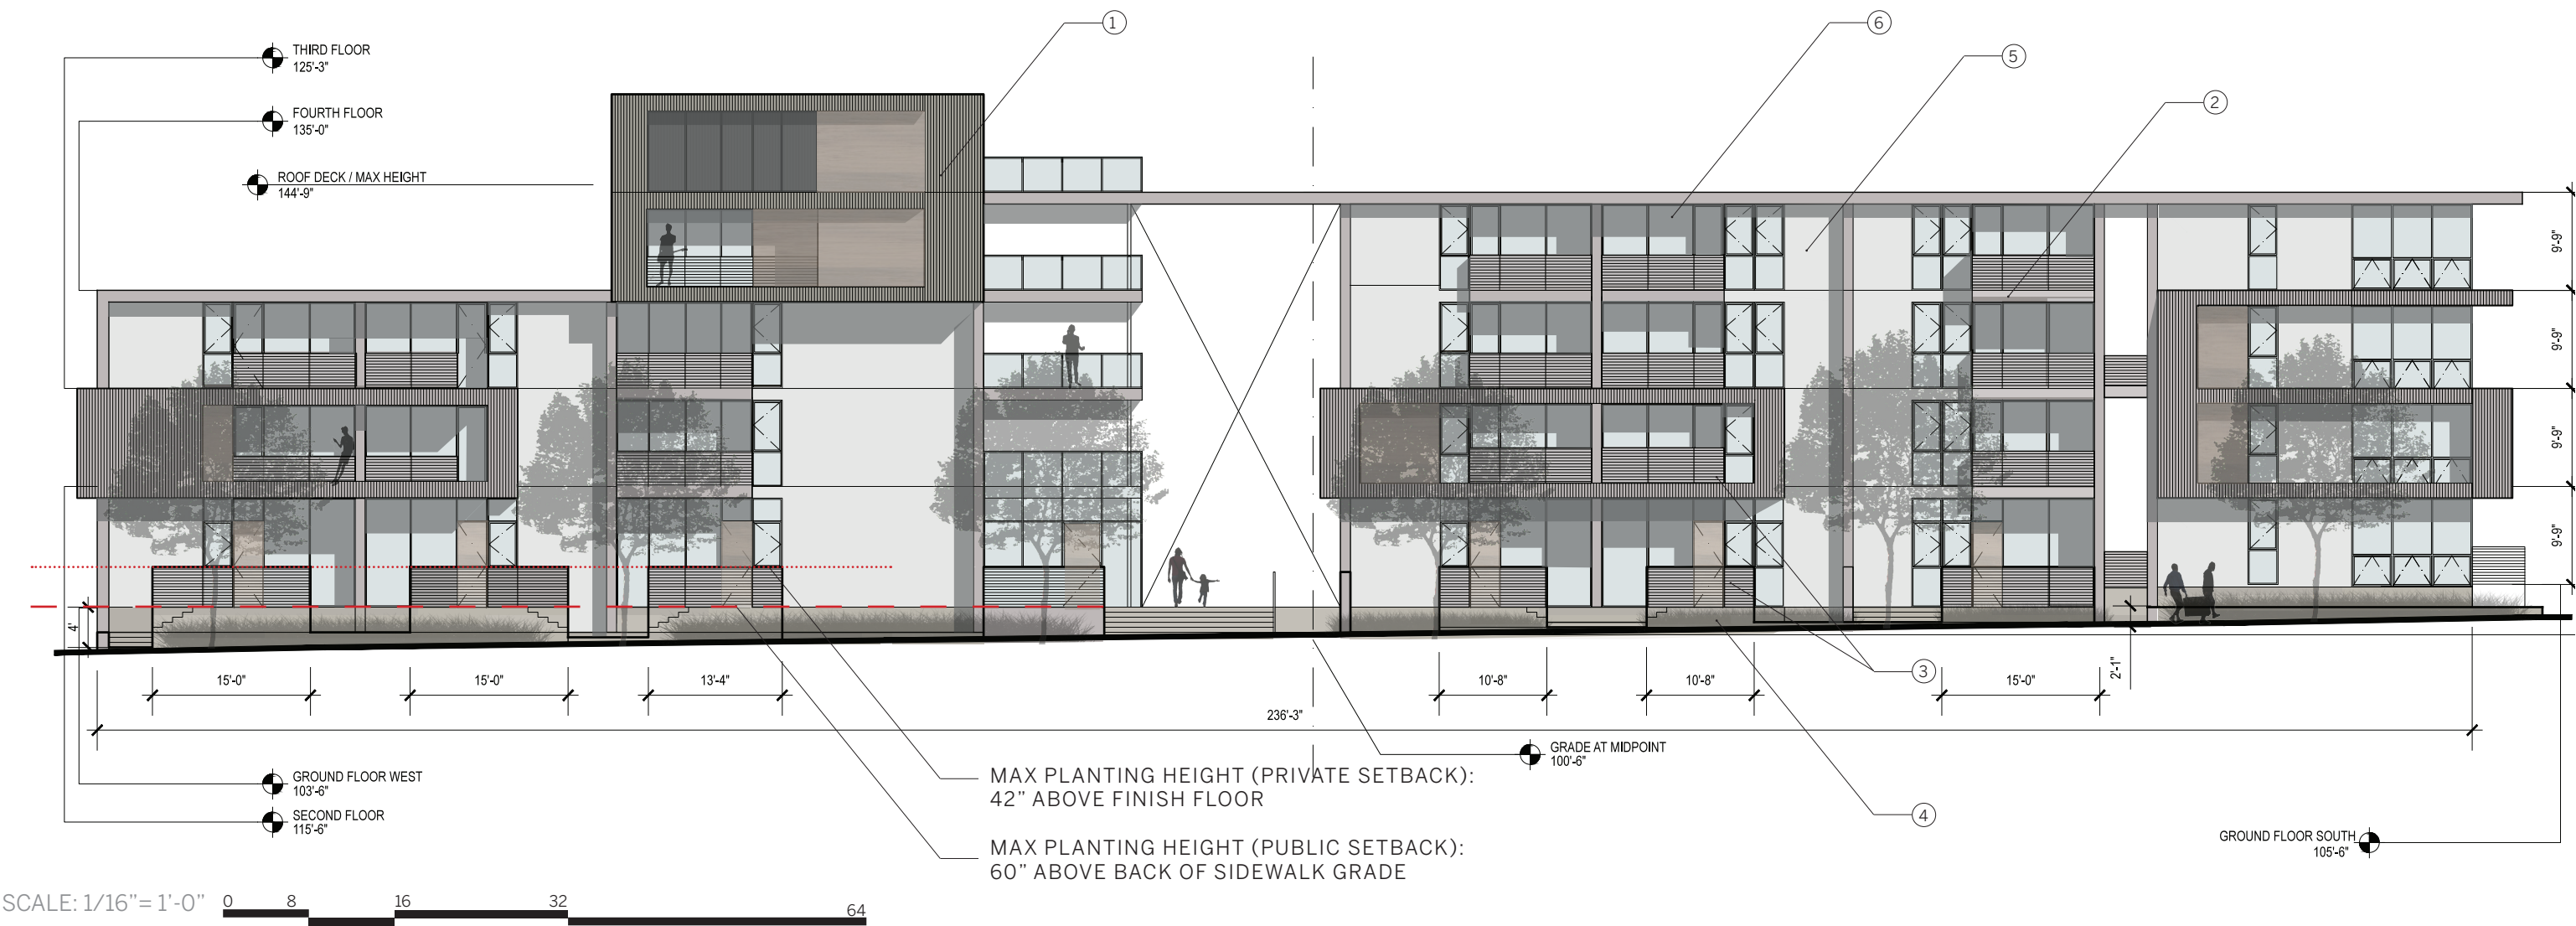 1
6
THIRD FLOOR
125'-3"
5
2
FOURTH FLOOR
135'-0"
ROOF DECK / MAX HEIGHT
144'-9"
9'-9"
9'-9"
9'-9"
9'-9"
4'
15'-0"
15'-0"
13'-4"
10'-8"
10'-8"
3
15'-0"
2'-1"
236'-3"
GRADE AT MIDPOINT
100'-6"
GROUND FLOOR WEST
103'-6"
MAX PLANTING HEIGHT (PRIVATE SETBACK):
42” ABOVE FINISH FLOOR
SECOND FLOOR
115'-6"
4
GROUND FLOOR SOUTH
105'-6"
MAX PLANTING HEIGHT (PUBLIC SETBACK):
60” ABOVE BACK OF SIDEWALK GRADE
SCALE: 1/16”= 1’-0”
0 8 16 32 64